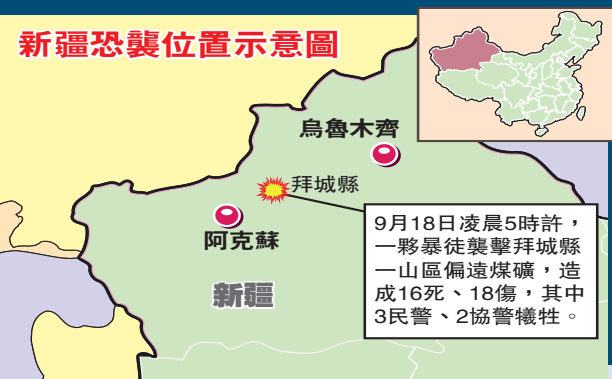 新疆恐襲位置示意圖
烏魯木齊
拜城縣
阿克蘇
新疆
9月18日凌晨5時許，
一夥暴徒襲擊拜城縣
一山區偏遠煤礦，造
成16死、18傷，其中
3民警、2協警犧牲。